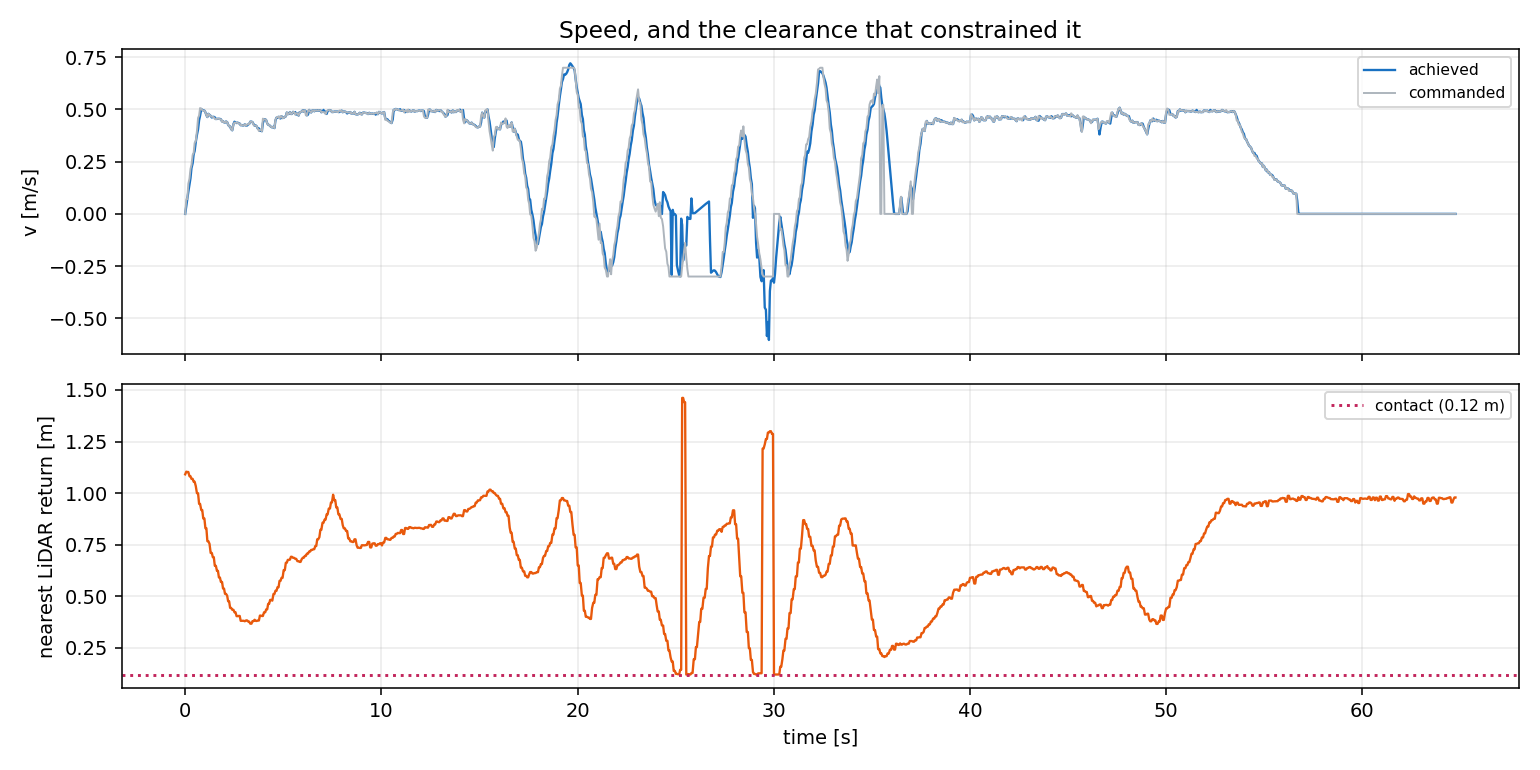 Speed, and the clearance that constrained it
v [m/s]
0.75
0.50
0.25
0.00
−0.25
−0.50
achieved
commanded
nearest LiDAR return [m]
1.50
1.25
1.00
0.75
0.50
0.25
contact (0.12 m)
0 10 20 30 40 50 60
time [s]